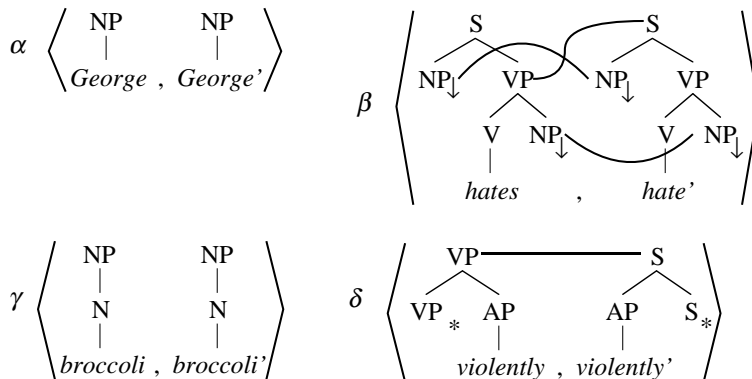 NP NP S S
α George , George’ NP↓ VP NP↓ VP
β V NP↓ V NP↓
hates , hate’
NP NP VP S
γ N N δ VP* AP AP S*
broccoli , broccoli’ violently , violently’